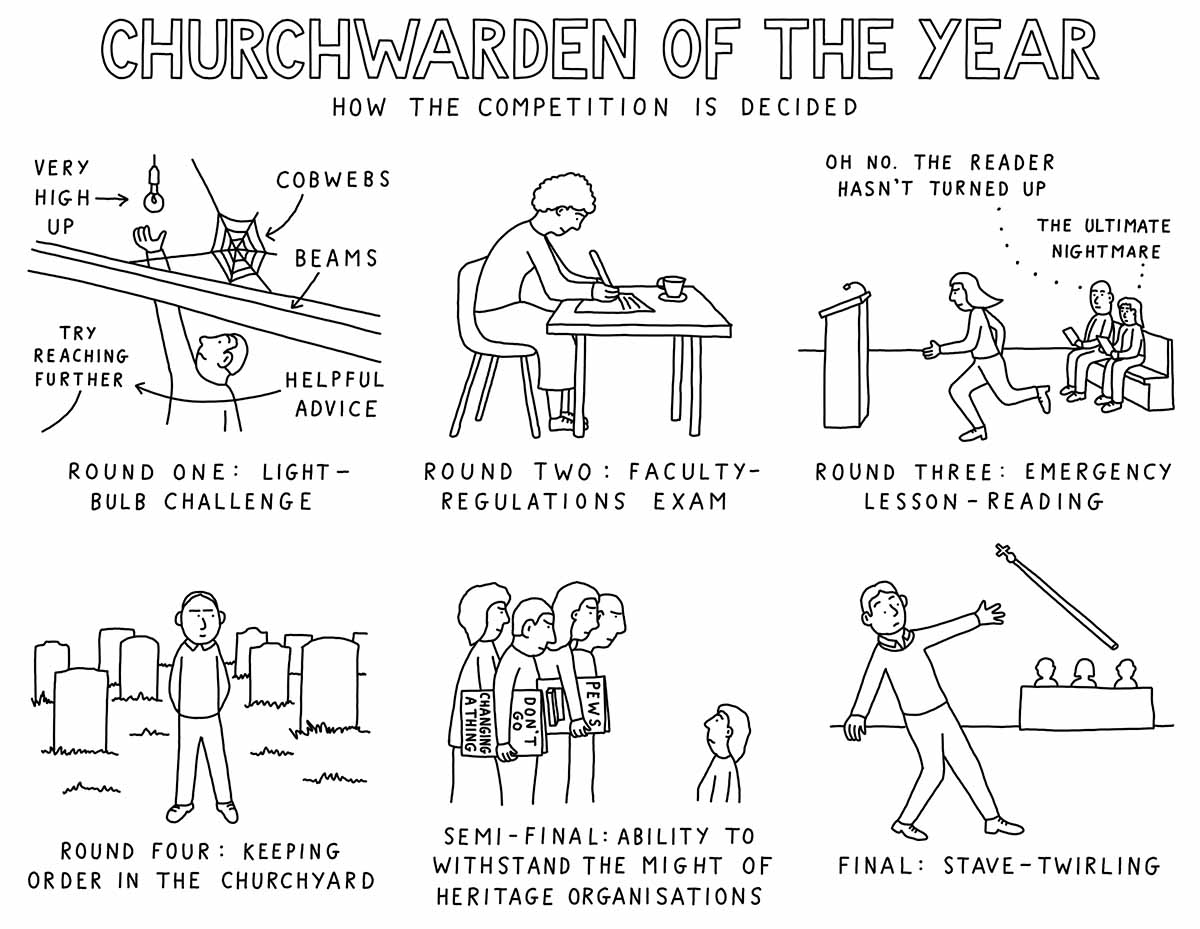 CHURCHWARDEN OF THE YEAR
HOW THE COMPETITION IS DECIDED
VERY
HIGH
UP
COBWEBS
BEAMS
TRY
REACHING
FURTHER
HELPFUL
ADVICE
ROUND ONE: LIGHT-
BULB CHALLENGE
ROUND TWO: FACULTY-
REGULATIONS EXAM
OH NO. THE READER
HASN'T TURNED UP
THE ULTIMATE
NIGHTMARE
ROUND THREE: EMERGENCY
LESSON-READING
ROUND FOUR: KEEPING
ORDER IN THE CHURCHYARD
CHANGING
A THING
DON'T
GO
PEWS
SEMI-FINAL: ABILITY TO
WITHSTAND THE MIGHT OF
HERITAGE ORGANISATIONS
FINAL: STAVE-TWIRLING